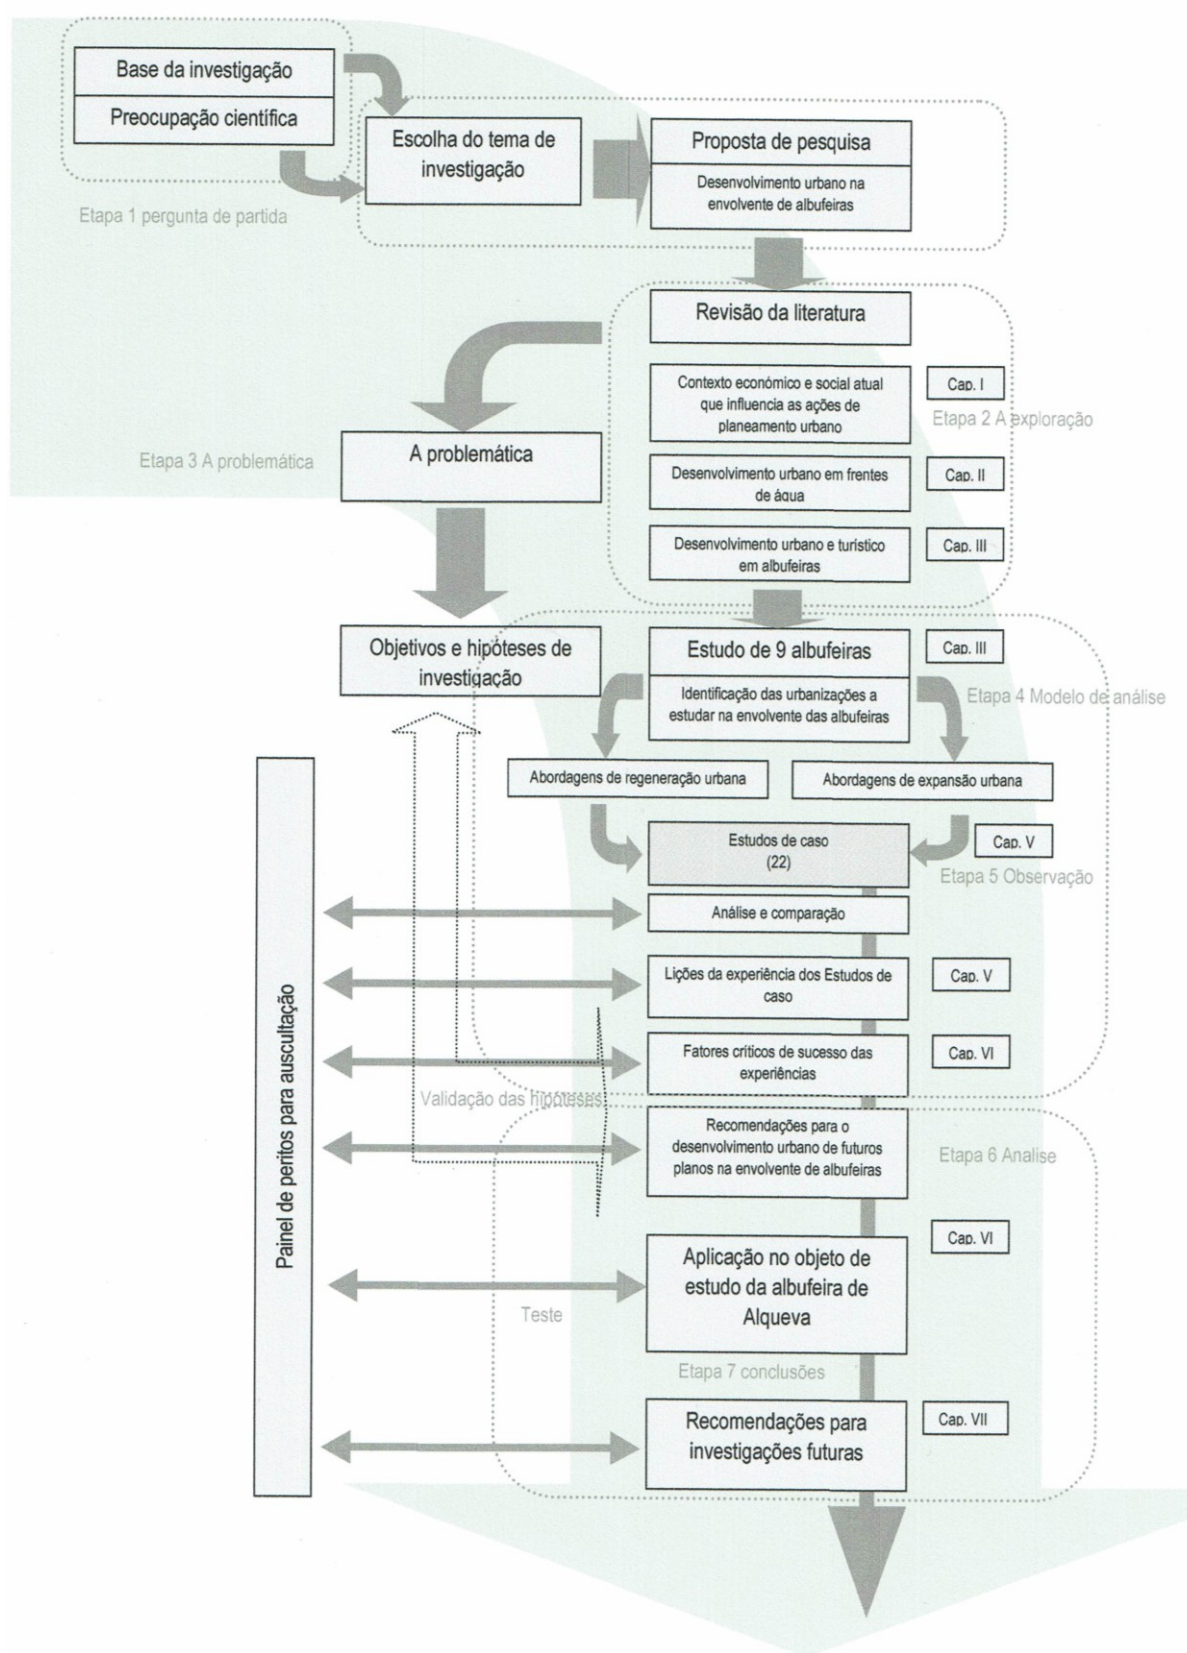 Base da investigação
Preocupação científica
Escolha do tema de
investigação
Proposta de pesquisa
Desenvolvimento urbano na
envolvente de albufeiras
Etapa 1 pergunta de partida
Revisão da literatura
Contexto económico e social atual
que influencia as ações de
planeamento urbano
Cap. I
Etapa 2 A exploração
Etapa 3 A problemática
A problemática
Desenvolvimento urbano em frentes
de água
Cap. II
Desenvolvimento urbano e turístico
em albufeiras
Cap. III
Objetivos e hipóteses de
investigação
Estudo de 9 albufeiras
Identificação das urbanizações a
estudar na envolvente das albufeiras
Cap. III
Etapa 4 Modelo de análise
Abordagens de regeneração urbana
Abordagens de expansão urbana
Estudos de caso
(22)
Cap. V
Etapa 5 Observação
Análise e comparação
Lições da experiência dos Estudos de
caso
Cap. V
Fatores críticos de sucesso das
experiências
Cap. VI
Validação das hipóteses
Painel de peritos para auscultação
Recomendações para o
desenvolvimento urbano de futuros
planos na envolvente de albufeiras
Etapa 6 Analise
Aplicação no objeto de
estudo da albufeira de
Alqueva
Cap. VI
Teste
Etapa 7 conclusões
Recomendações para
investigações futuras
Cap. VII